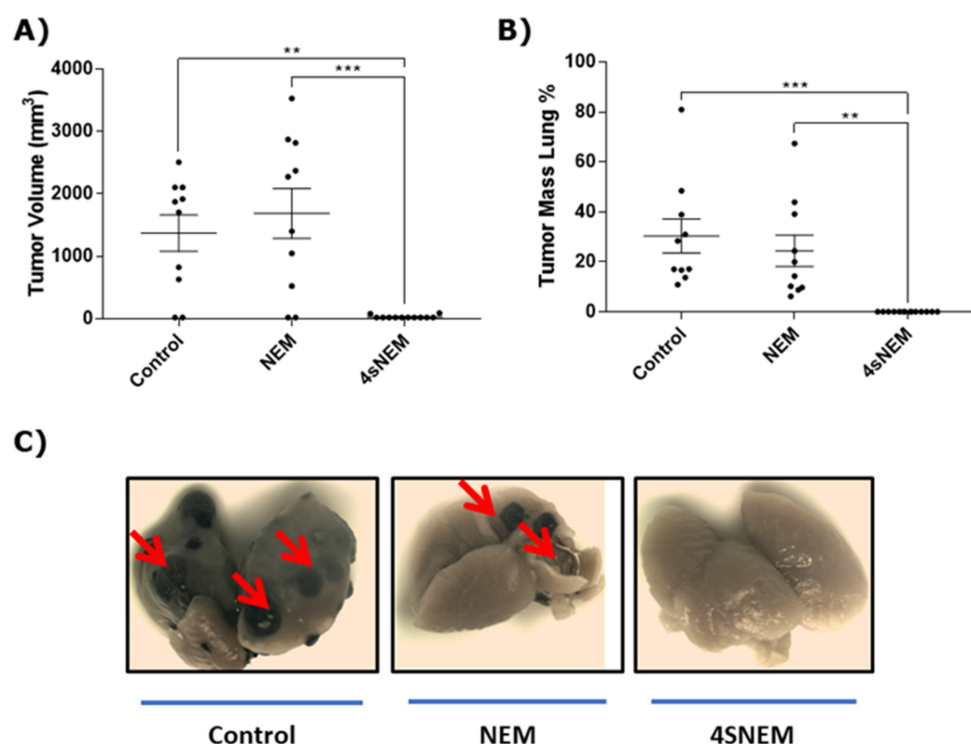 A)
B)
**
***
4000
3000
2000
1000
0
Tumor Volume (mm³)
Control
NEM
4sNEM
***
**
100
80
60
40
20
0
Tumor Mass Lung %
Control
NEM
4sNEM
C)
Control
NEM
4SNEM